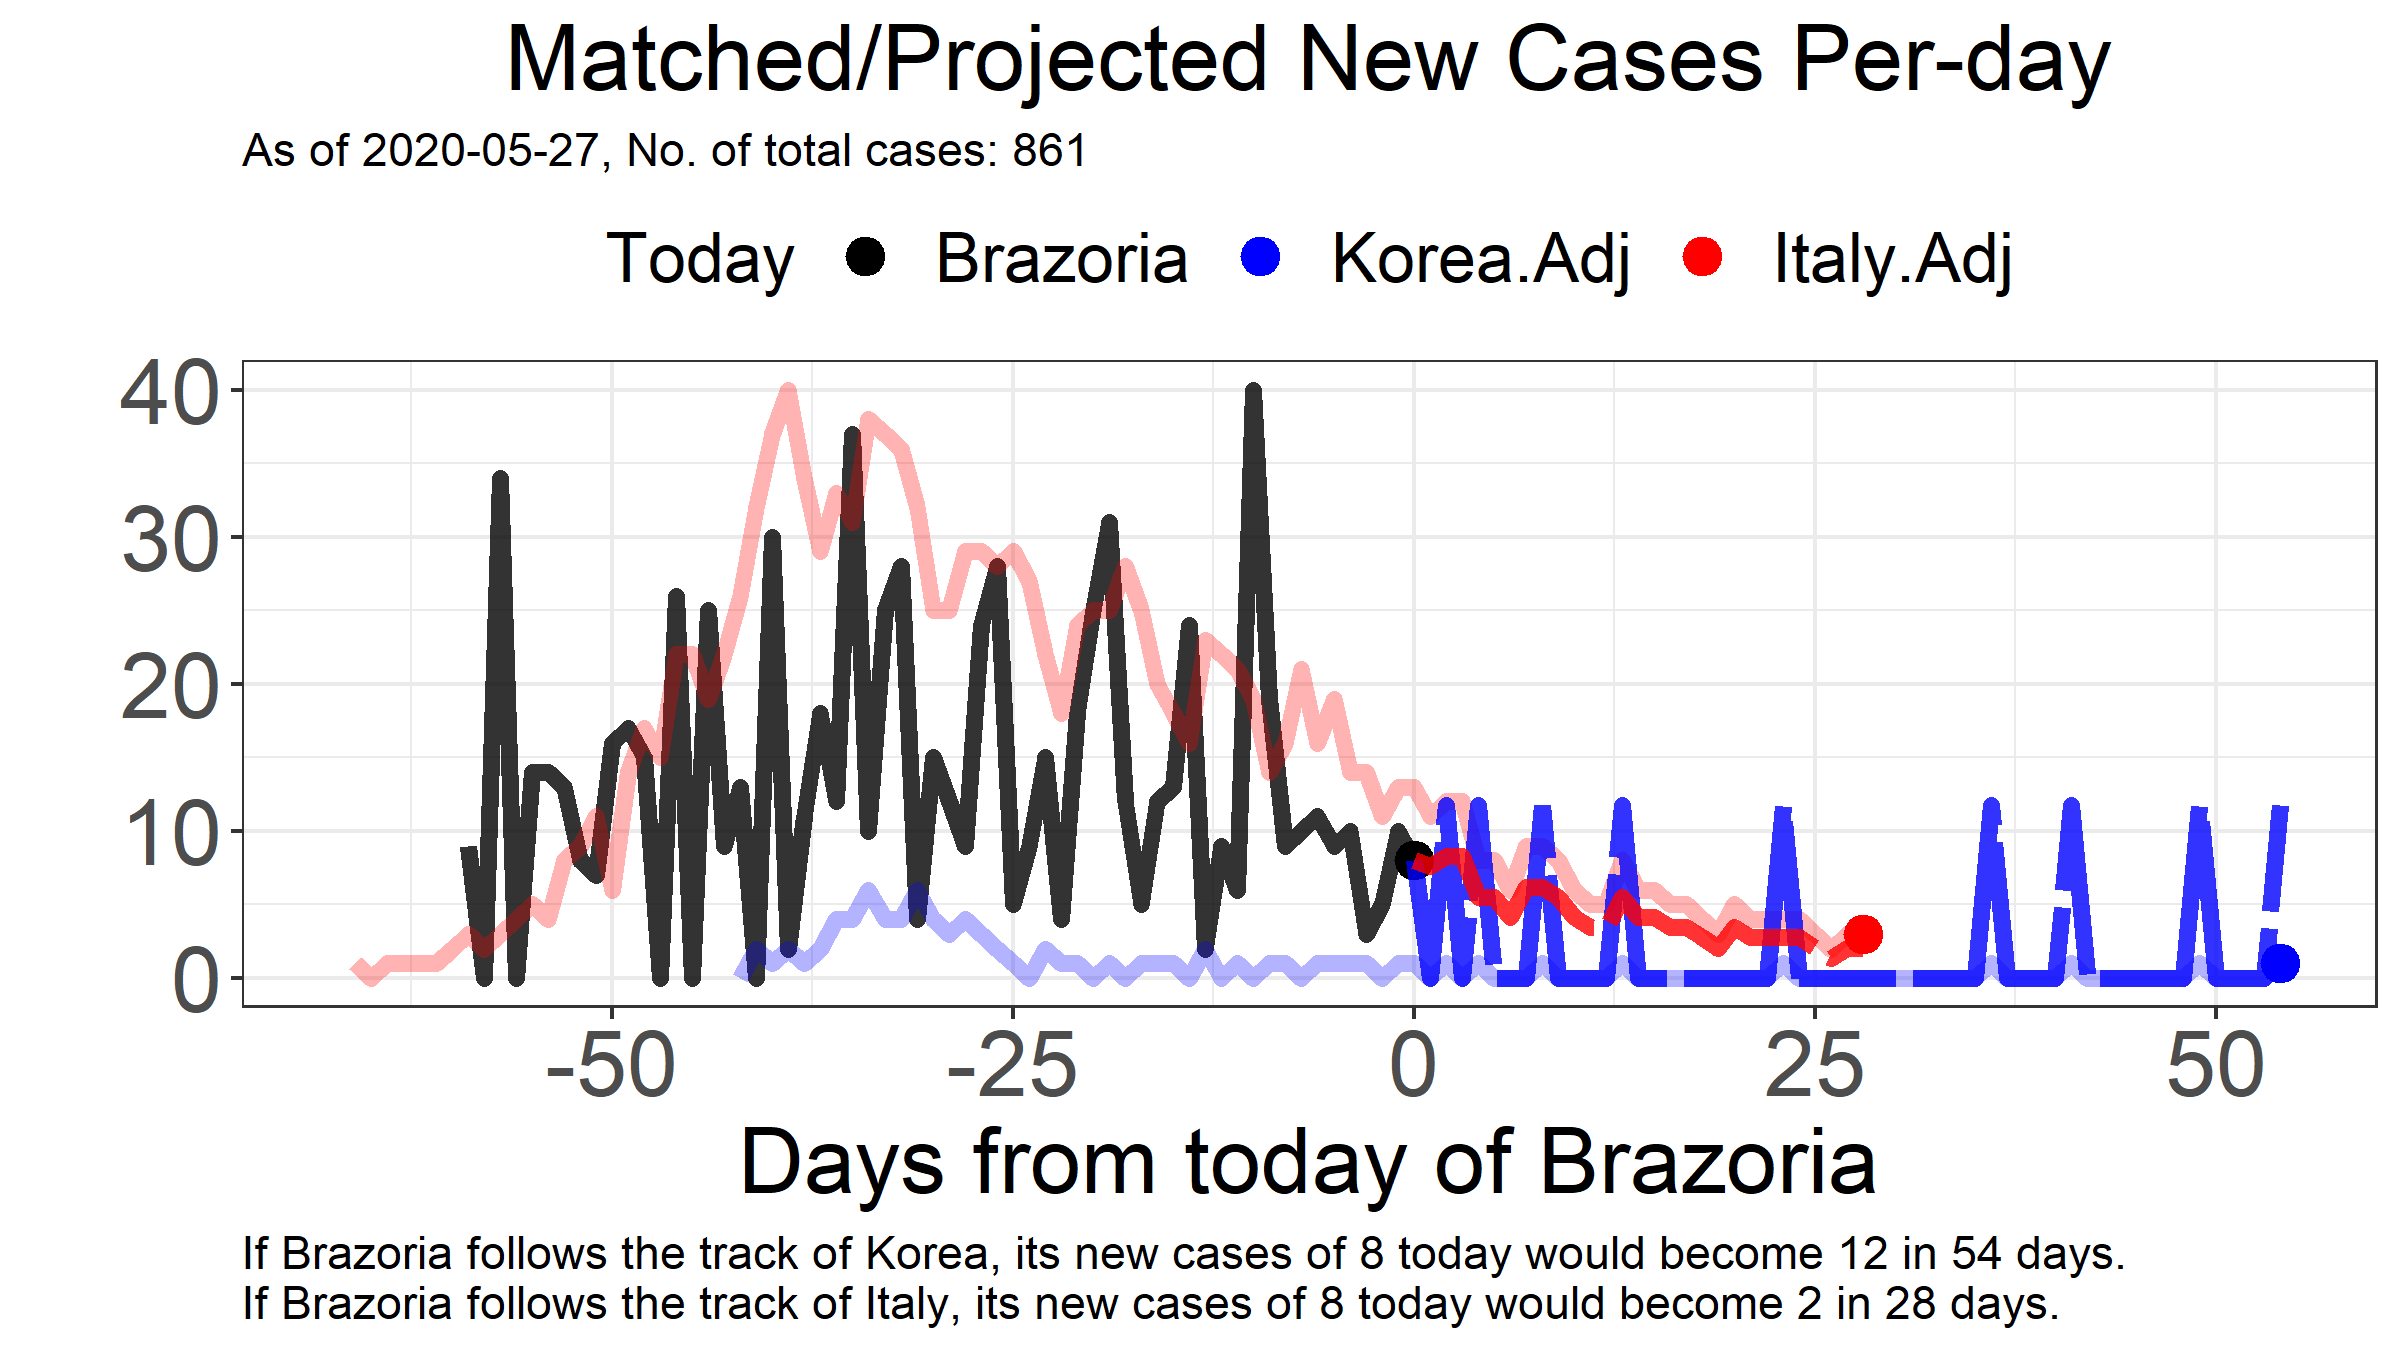 Matched/Projected New Cases Per-day
As of 2020-05-27, No. of total cases: 861
Today Brazoria Korea.Adj Italy.Adj
40
30
20
10
0
-50 -25 0 25 50
Days from today of Brazoria
If Brazoria follows the track of Korea, its new cases of 8 today would become 12 in 54 days.
If Brazoria follows the track of Italy, its new cases of 8 today would become 2 in 28 days.